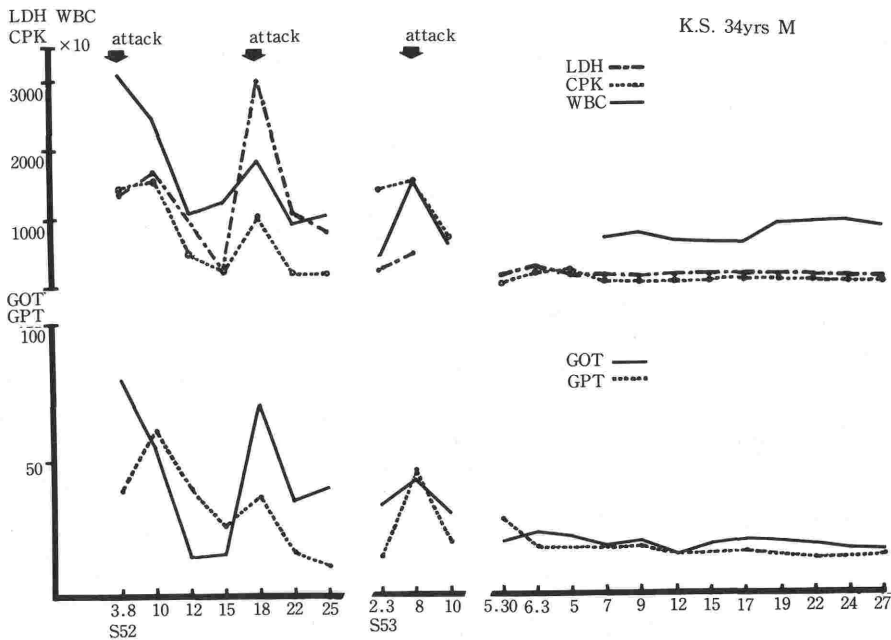 LDH WBC
CPK ×10
attack
attack
attack
K.S. 34yrs M
LDH
CPK
WBC
3000
2000
1000
GOT
GPT
100
50
GOT
GPT
3.8 10 12 15 18 22 25
S52
2.3 8 10
S53
5.30 6.3 5 7 9 12 15 17 19 22 24 27